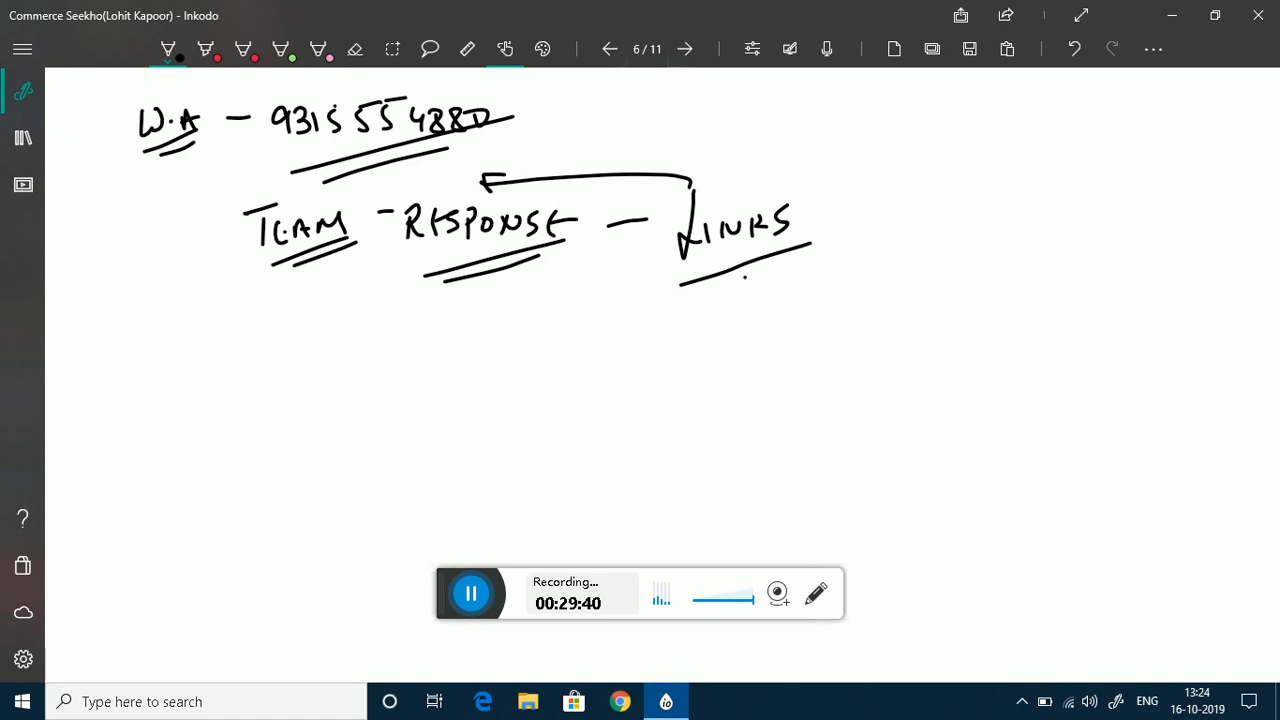 Commerce Seekho(Lohit Kapoor) - Inkodo
6 / 11
W.A - 9315554880
TEAM - RESPONSE - LINKS
Recording...
00:29:40
Type here to search
ENG
13:24
16-10-2019